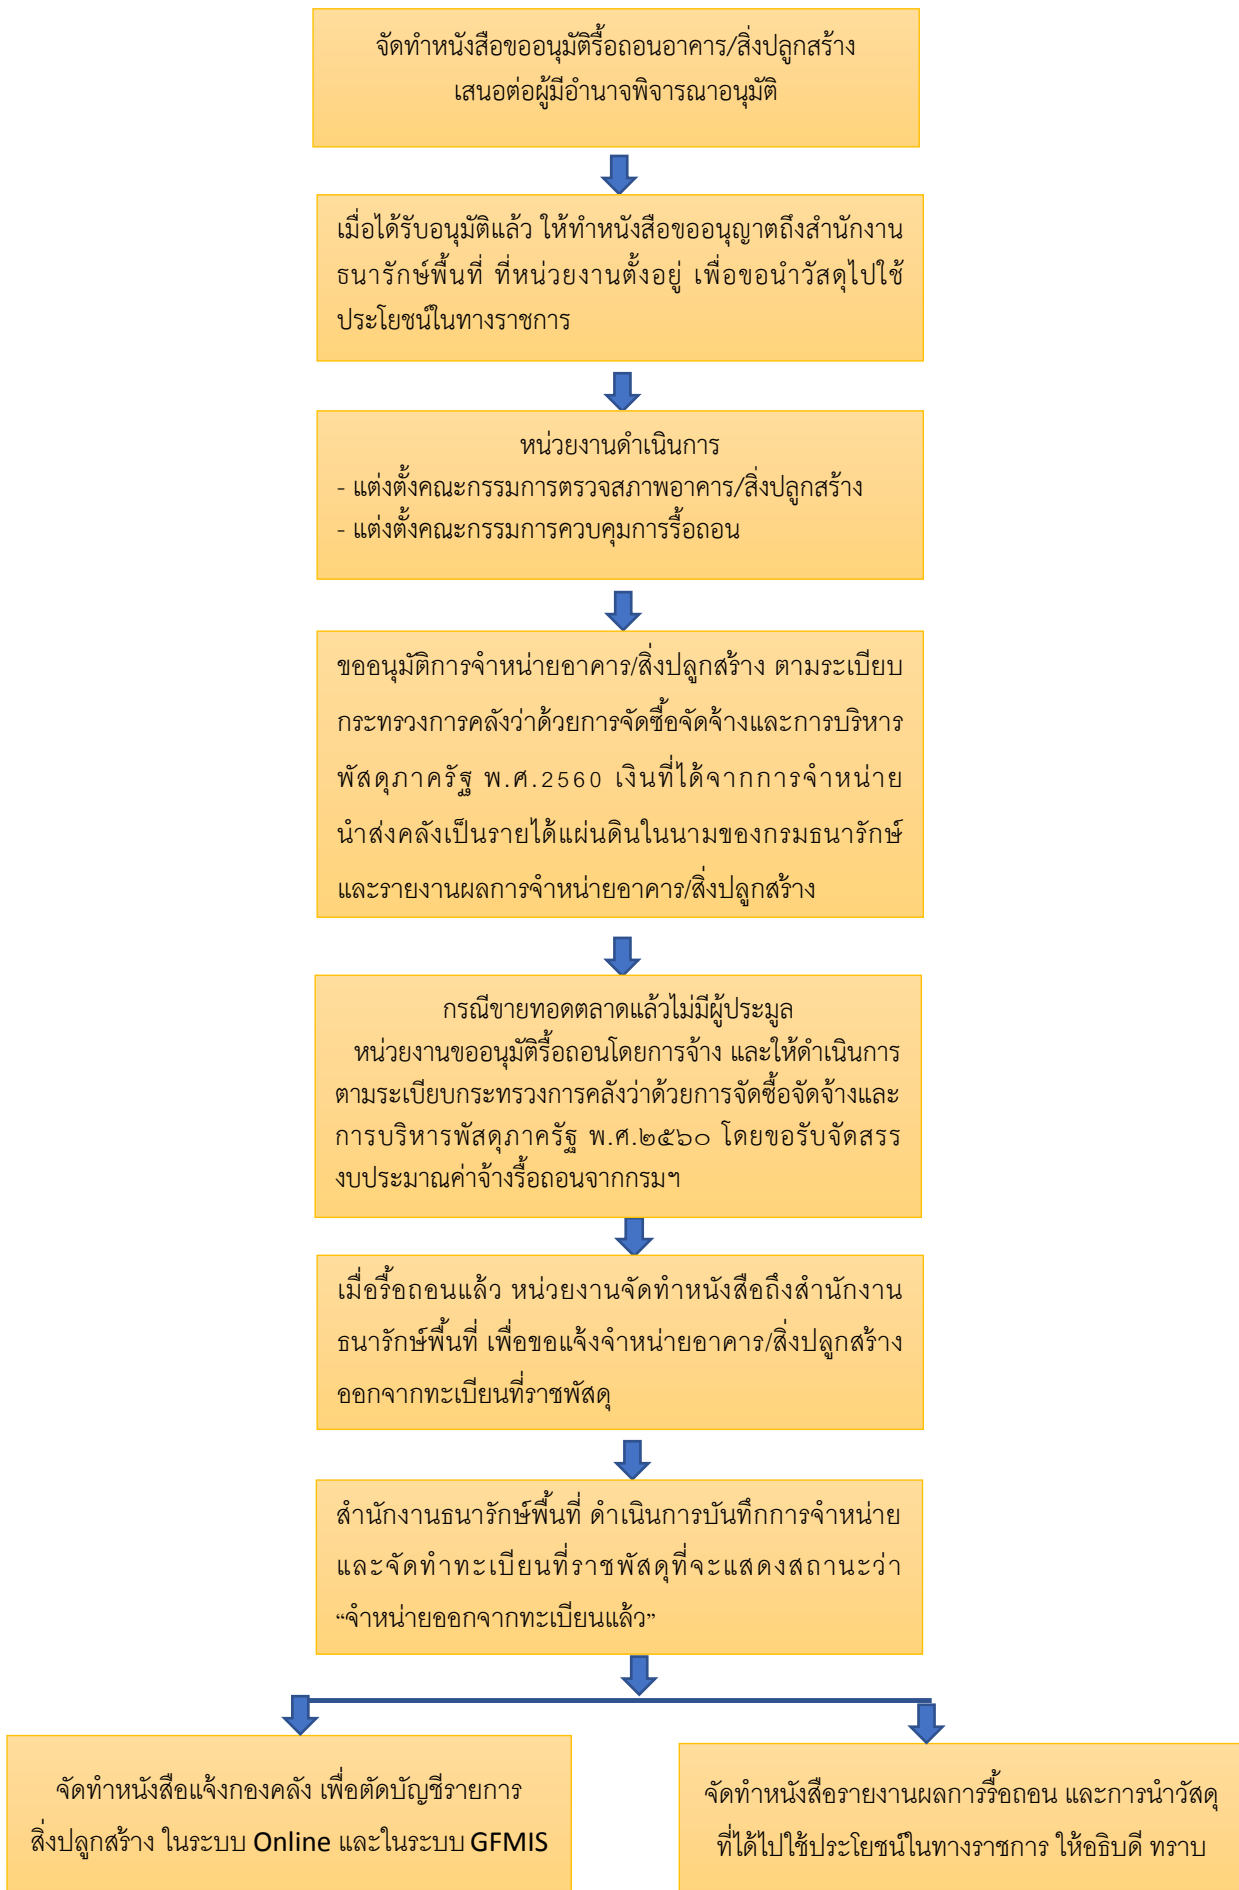 จัดทำหนังสือขออนุมัติรื้อถอนอาคาร/สิ่งปลูกสร้าง
เสนอต่อผู้มีอำนาจพิจารณาอนุมัติ
เมื่อได้รับอนุมัติแล้ว ให้ทำหนังสือขออนุญาตถึงสำนักงาน
ธนารักษ์พื้นที่ ที่หน่วยงานตั้งอยู่ เพื่อขอนำวัสดุไปใช้
ประโยชน์ในทางราชการ
หน่วยงานดำเนินการ
- แต่งตั้งคณะกรรมการตรวจสภาพอาคาร/สิ่งปลูกสร้าง
- แต่งตั้งคณะกรรมการควบคุมการรื้อถอน
ขออนุมัติการจำหน่ายอาคาร/สิ่งปลูกสร้าง ตามระเบียบ
กระทรวงการคลังว่าด้วยการจัดซื้อจัดจ้างและการบริหาร
พัสดุภาครัฐ พ.ศ.2560 เงินที่ได้จากการจำหน่าย
นำส่งคลังเป็นรายได้แผ่นดินในนามของกรมธนารักษ์
และรายงานผลการจำหน่ายอาคาร/สิ่งปลูกสร้าง
กรณีขายทอดตลาดแล้วไม่มีผู้ประมูล
หน่วยงานขออนุมัติรื้อถอนโดยการจ้าง และให้ดำเนินการ
ตามระเบียบกระทรวงการคลังว่าด้วยการจัดซื้อจัดจ้างและ
การบริหารพัสดุภาครัฐ พ.ศ.๒๕๖๐ โดยขอรับจัดสรร
งบประมาณค่าจ้างรื้อถอนจากกรมฯ
เมื่อรื้อถอนแล้ว หน่วยงานจัดทำหนังสือถึงสำนักงาน
ธนารักษ์พื้นที่ เพื่อขอแจ้งจำหน่ายอาคาร/สิ่งปลูกสร้าง
ออกจากทะเบียนที่ราชพัสดุ
สำนักงานธนารักษ์พื้นที่ ดำเนินการบันทึกการจำหน่าย
และจัดทำทะเบียนที่ราชพัสดุที่จะแสดงสถานะว่า
“จำหน่ายออกจากทะเบียนแล้ว”
จัดทำหนังสือแจ้งกองคลัง เพื่อตัดบัญชีรายการ
สิ่งปลูกสร้าง ในระบบ Online และในระบบ GFMIS
จัดทำหนังสือรายงานผลการรื้อถอน และการนำวัสดุ
ที่ได้ไปใช้ประโยชน์ในทางราชการ ให้อธิบดี ทราบ